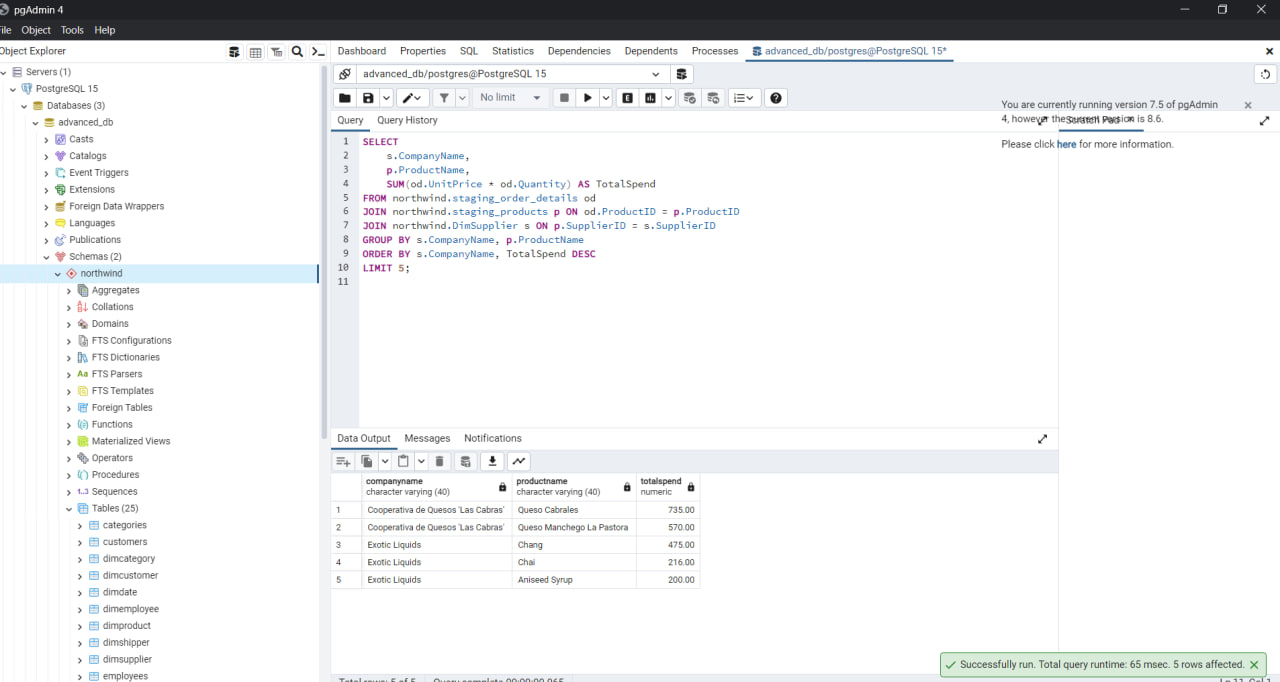 pgAdmin 4
File Object Tools Help
Object Explorer
Dashboard Properties SQL Statistics Dependencies Dependents Processes advanced_db/postgres@PostgreSQL 15*
Servers (1)
PostgreSQL 15
Databases (3)
advanced_db
Casts
Catalogs
Event Triggers
Extensions
Foreign Data Wrappers
Languages
Publications
Schemas (2)
northwind
Aggregates
Collations
Domains
FTS Configurations
FTS Dictionaries
Aa FTS Parsers
FTS Templates
Foreign Tables
Functions
Materialized Views
Operators
Procedures
1..3 Sequences
Tables (25)
categories
customers
dimcategory
dimcustomer
dimdate
dimemployee
dimproduct
dimshipper
dimsupplier
employees
advanced_db/postgres@PostgreSQL 15
No limit
E
Query Query History
Scratch Pad
You are currently running version 7.5 of pgAdmin
4, however the current version is 8.6.
Please click here for more information.
1 SELECT
2 s.CompanyName,
3 p.ProductName,
4 SUM(od.UnitPrice * od.Quantity) AS TotalSpend
5 FROM northwind.staging_order_details od
6 JOIN northwind.staging_products p ON od.ProductID = p.ProductID
7 JOIN northwind.DimSupplier s ON p.SupplierID = s.SupplierID
8 GROUP BY s.CompanyName, p.ProductName
9 ORDER BY s.CompanyName, TotalSpend DESC
10 LIMIT 5;
11
Data Output Messages Notifications
companyname productname totalspend
character varying (40) character varying (40) numeric
1 Cooperativa de Quesos 'Las Cabras' Queso Cabrales 735.00
2 Cooperativa de Quesos 'Las Cabras' Queso Manchego La Pastora 570.00
3 Exotic Liquids Chang 475.00
4 Exotic Liquids Chai 216.00
5 Exotic Liquids Aniseed Syrup 200.00
Successfully run. Total query runtime: 65 msec. 5 rows affected.
Total rows: 5 of 5 Query complete 00:00:00.065 Ln 11, Col 1